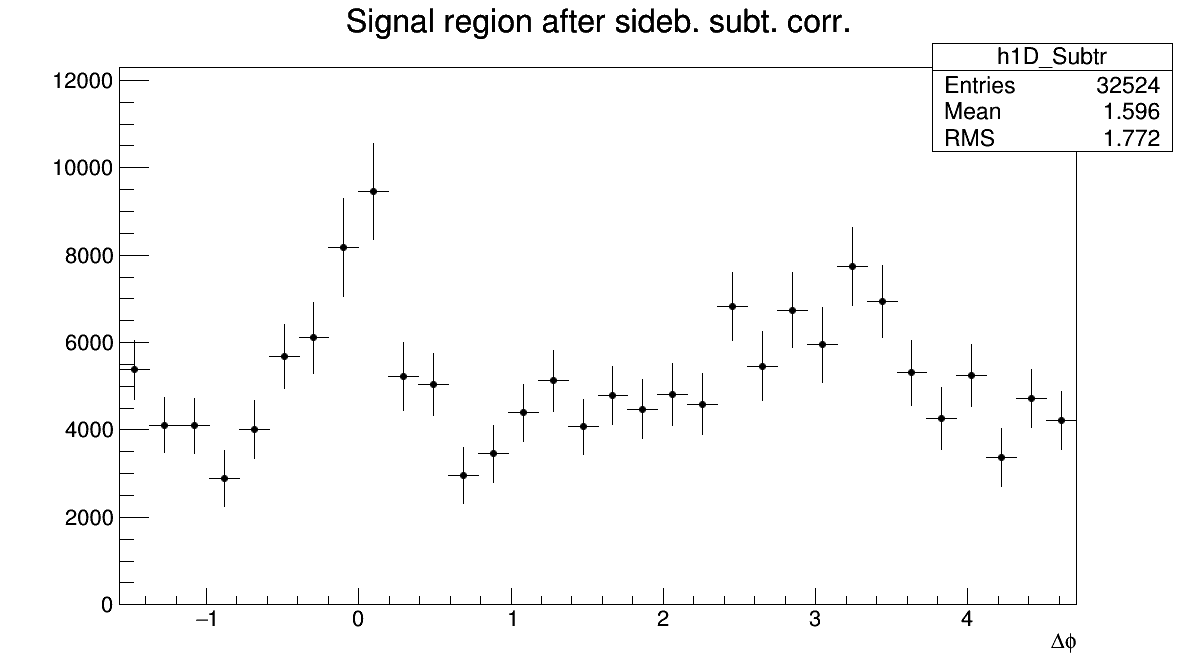 Signal region after sideb. subt. corr.
h1D_Subtr
Entries 32524
Mean 1.596
RMS 1.772
12000
10000
8000
6000
4000
2000
0
−1 0 1 2 3 4
Δϕ